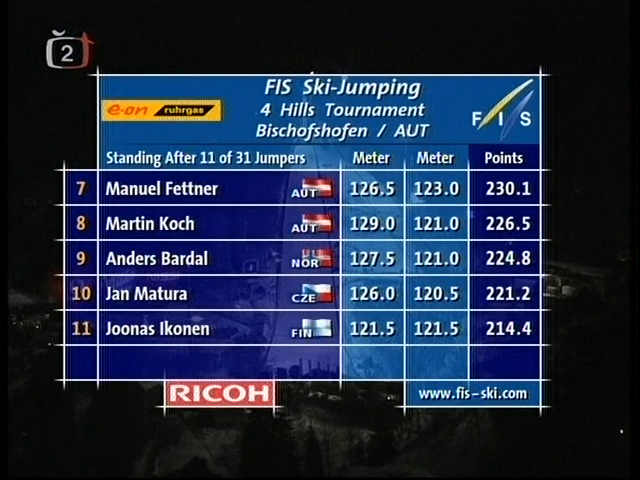 2
FIS Ski-Jumping
e·on ruhrgas
4 Hills Tournament
Bischofshofen / AUT
FIS
Standing After 11 of 31 Jumpers Meter Meter Points
7 Manuel Fettner AUT 126.5 123.0 230.1
8 Martin Koch AUT 129.0 121.0 226.5
9 Anders Bardal NOR 127.5 121.0 224.8
10 Jan Matura CZE 126.0 120.5 221.2
11 Joonas Ikonen FIN 121.5 121.5 214.4
RICOH www.fis-ski.com